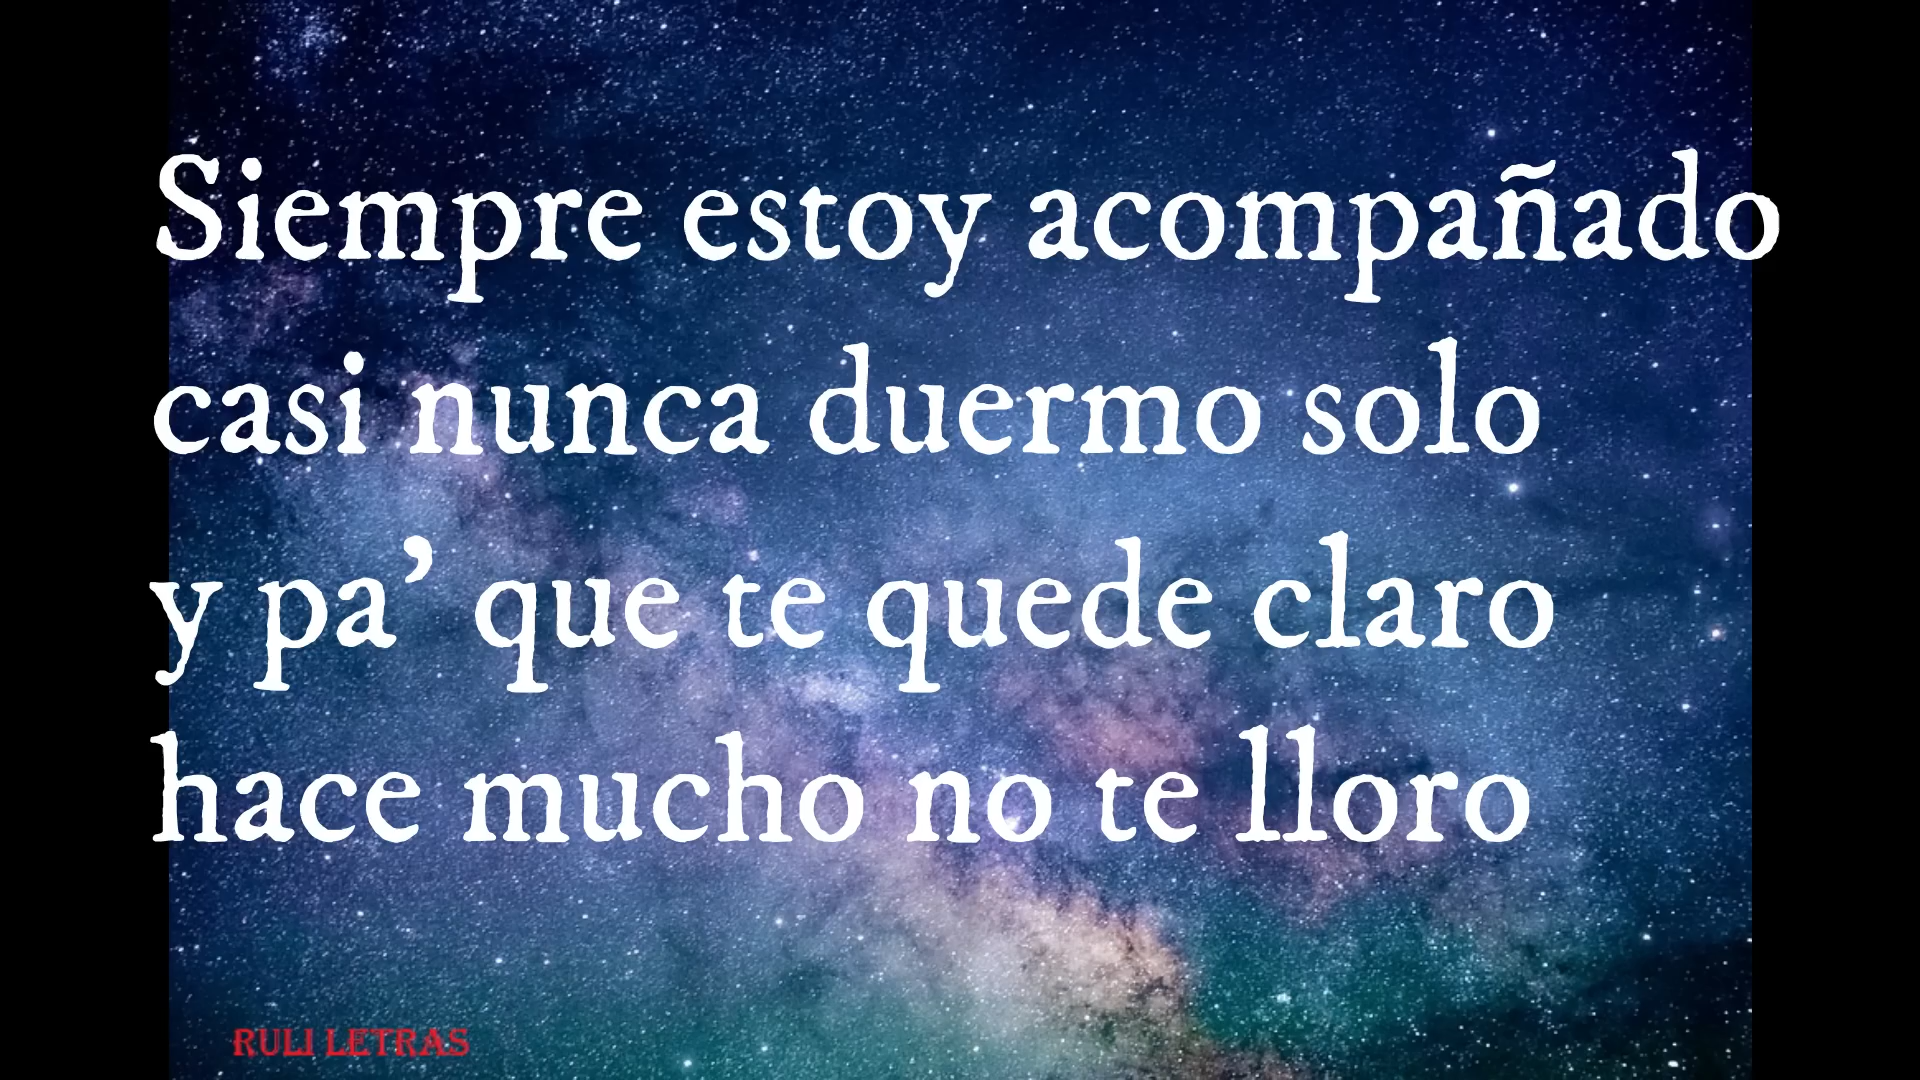 Siempre estoy acompañado
casi nunca duermo solo
y pa’ que te quede claro
hace mucho no te lloro
RULI LETRAS